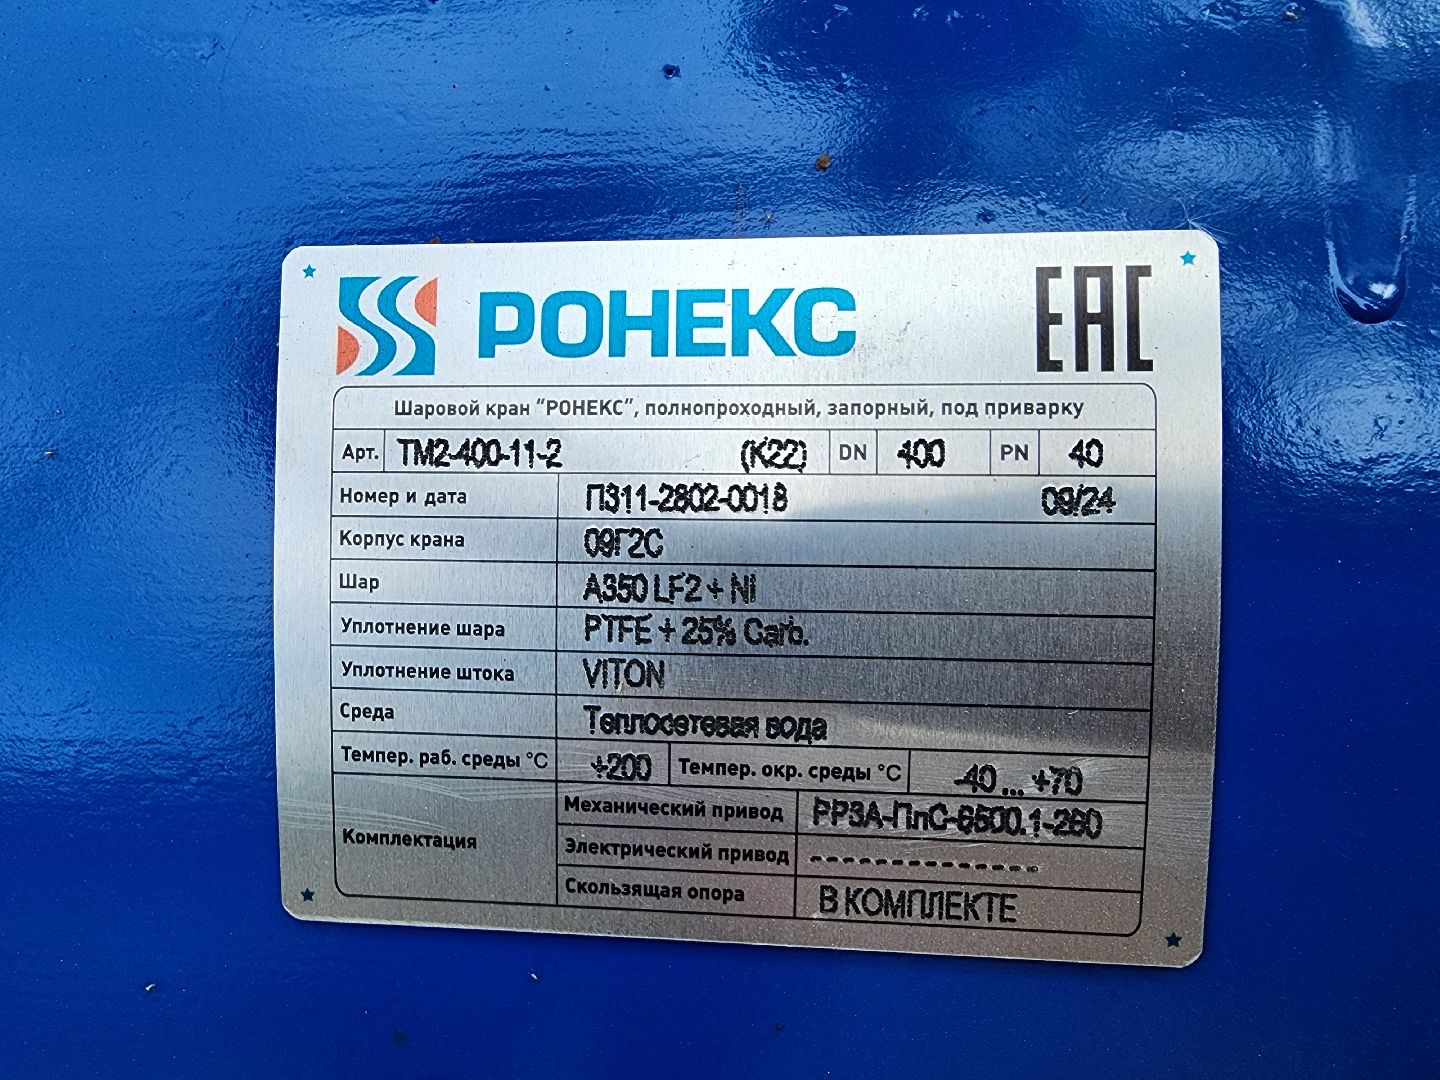 РОНЕКС
ЕАС
Шаровой кран "РОНЕКС", полнопроходный, запорный, под приварку
Арт. ТМ2-400-11-2 (К22) DN 400 PN 40
Номер и дата П311-2802-0018 09/24
Корпус крана 09Г2С
Шар A350 LF2 + NI
Уплотнение шара PTFE + 25% Carb.
Уплотнение штока VITON
Среда Теплосетевая вода
Темпер. раб. среды °C +200 Темпер. окр. среды °C -40 ... +70
Комплектация
Механический привод РРЗА-ПлС-6500.1-260
Электрический привод -------------
Скользящая опора В КОМПЛЕКТЕ